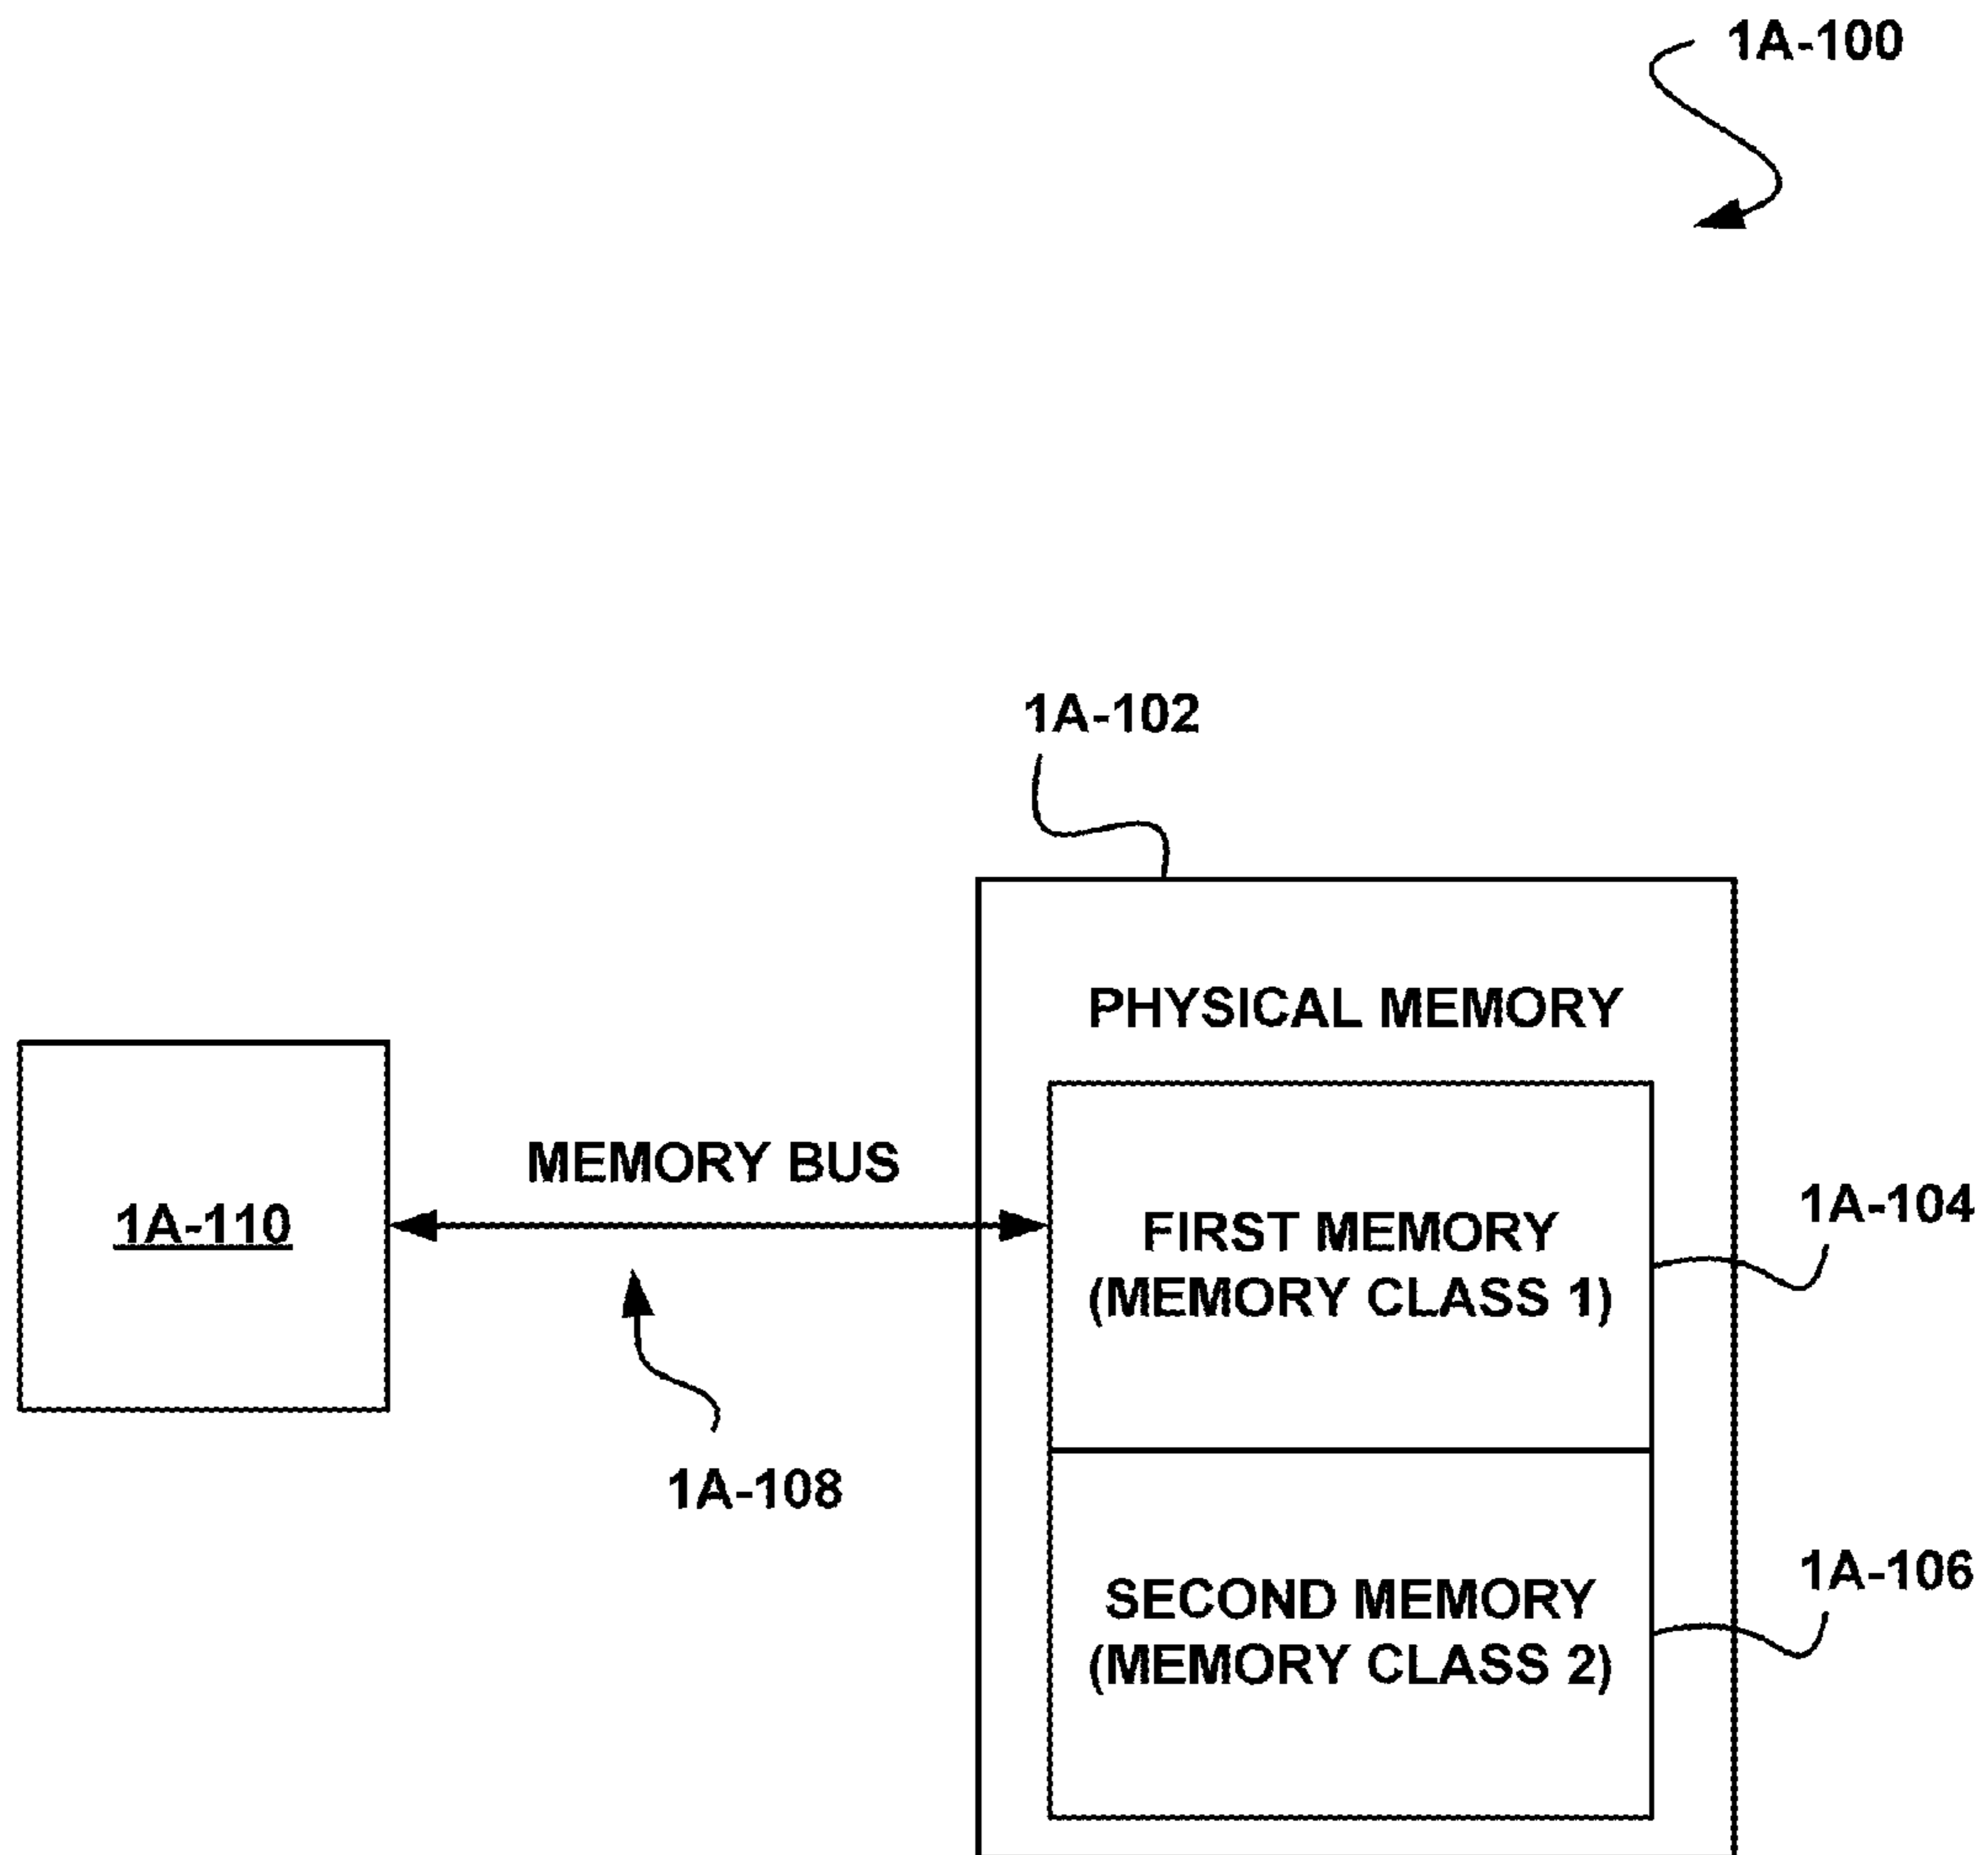 1A-100
1A-102
PHYSICAL MEMORY
MEMORY BUS
1A-110
FIRST MEMORY
(MEMORY CLASS 1)
1A-104
1A-108
SECOND MEMORY
(MEMORY CLASS 2)
1A-106